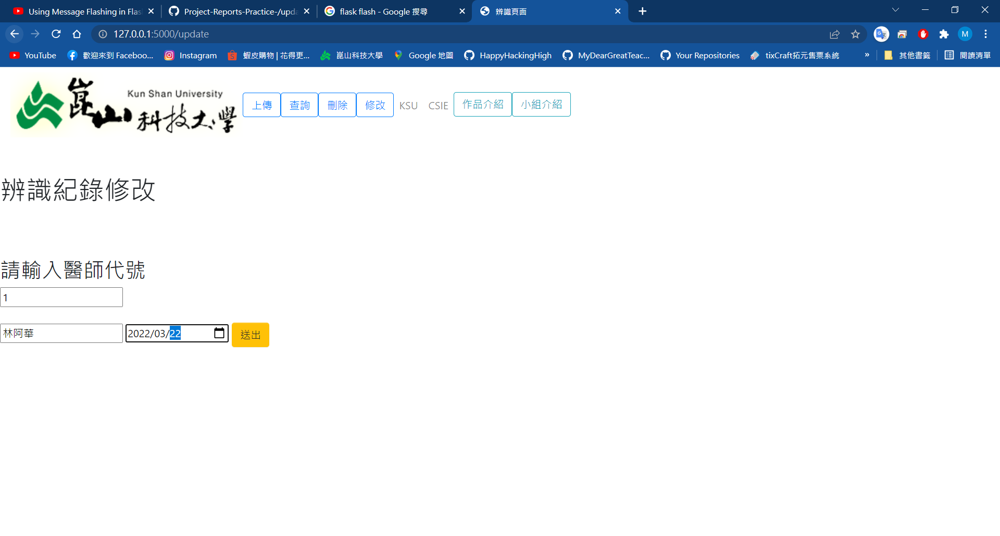 Using Message Flashing in Flas
Project-Reports-Practice-/upda
flask flash - Google 搜尋
辨識頁面
127.0.0.1:5000/update
M
YouTube
歡迎來到 Faceboo...
Instagram
蝦皮購物 | 花得更...
崑山科技大學
Google 地圖
HappyHackingHigh
MyDearGreatTeac...
Your Repositories
tixCraft拓元售票系統
»
其他書籤
閱讀清單
Kun Shan University
崑山科技大學
上傳
查詢
刪除
修改
KSU
CSIE
作品介紹
小組介紹
辨識紀錄修改
請輸入醫師代號
1
林阿華
2022/03/22
送出